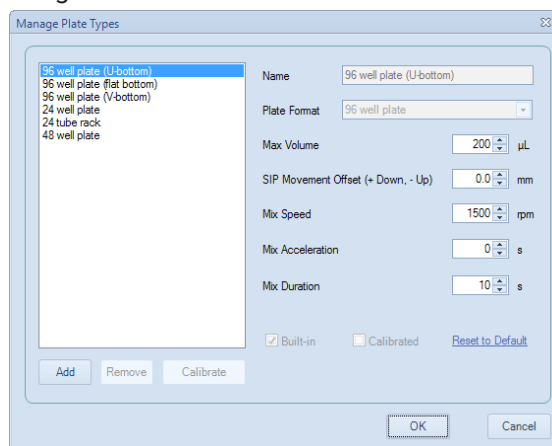 Manage Plate Types
96 well plate (U-bottom)
96 well plate (flat bottom)
96 well plate (V-bottom)
24 well plate
24 tube rack
48 well plate
Name 96 well plate (U-bottom)
Plate Format 96 well plate
Max Volume 200 µL
SIP Movement Offset (+ Down, - Up) 0.0 mm
Mix Speed 1500 rpm
Mix Acceleration 0 s
Mix Duration 10 s
Built-in Calibrated Reset to Default
Add Remove Calibrate
OK Cancel